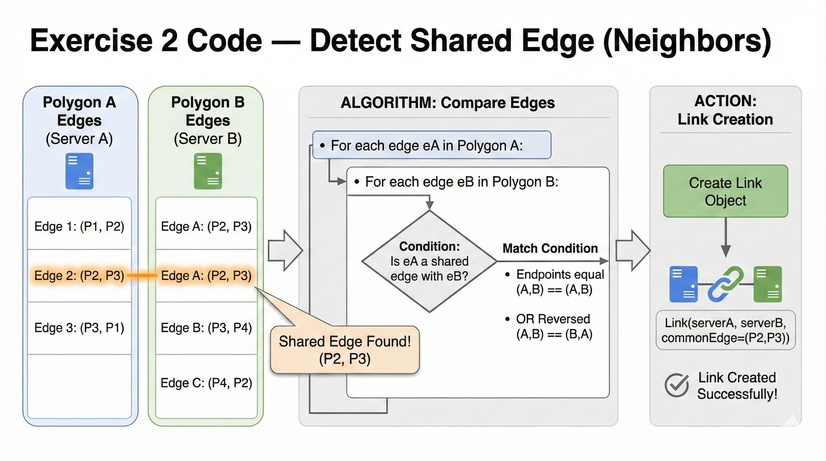 Exercise 2 Code — Detect Shared Edge (Neighbors)
Polygon A
Edges
(Server A)
Edge 1: (P1, P2)
Edge 2: (P2, P3)
Edge 3: (P3, P1)
Polygon B
Edges
(Server B)
Edge A: (P2, P3)
Edge A: (P2, P3)
Edge B: (P3, P4)
Edge C: (P4, P2)
Shared Edge Found!
(P2, P3)
ALGORITHM: Compare Edges
• For each edge eA in Polygon A:
• For each edge eB in Polygon B:
Condition:
Is eA a shared
edge with eB?
Match Condition
• Endpoints equal
(A,B) == (A,B)
• OR Reversed
(A,B) == (B,A)
ACTION:
Link Creation
Create Link
Object
Link(serverA, serverB,
commonEdge=(P2,P3))
Link Created
Successfully!